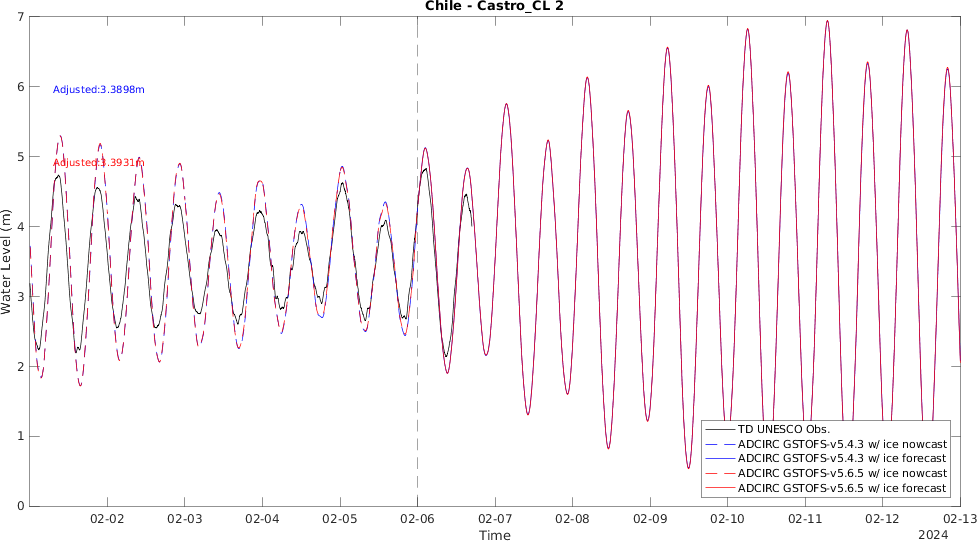 Chile - Castro_CL 2
7
6
5
4
3
2
1
0
Water Level (m)
Adjusted:3.3898m
Adjusted:3.3931m
TD UNESCO Obs.
ADCIRC GSTOFS-v5.4.3 w/ ice nowcast
ADCIRC GSTOFS-v5.4.3 w/ ice forecast
ADCIRC GSTOFS-v5.6.5 w/ ice nowcast
ADCIRC GSTOFS-v5.6.5 w/ ice forecast
02-02 02-03 02-04 02-05 02-06 02-07 02-08 02-09 02-10 02-11 02-12 02-13
Time
2024